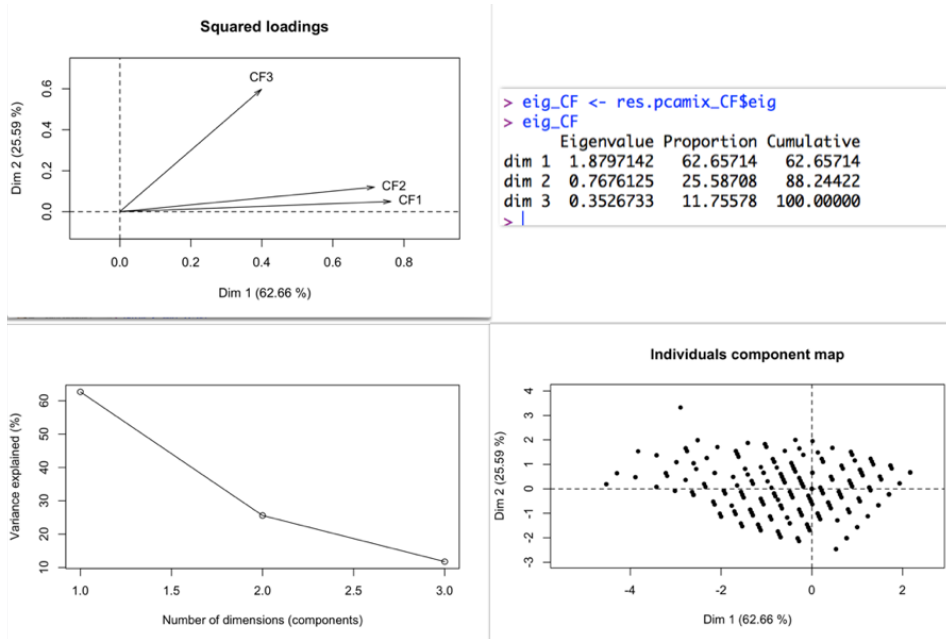 Squared loadings
Dim 2 (25.59 %)
0.6
0.4
0.2
0.0
CF3
CF2
CF1
0.0 0.2 0.4 0.6 0.8
Dim 1 (62.66 %)
> eig_CF <- res.pcamix_CF$eig
> eig_CF
Eigenvalue Proportion Cumulative
dim 1 1.8797142 62.65714 62.65714
dim 2 0.7676125 25.58708 88.24422
dim 3 0.3526733 11.75578 100.00000
>
Variance explained (%)
60
50
40
30
20
10
1.0 1.5 2.0 2.5 3.0
Number of dimensions (components)
Individuals component map
Dim 2 (25.59 %)
4
3
2
1
0
-1
-2
-3
-4 -2 0 2
Dim 1 (62.66 %)